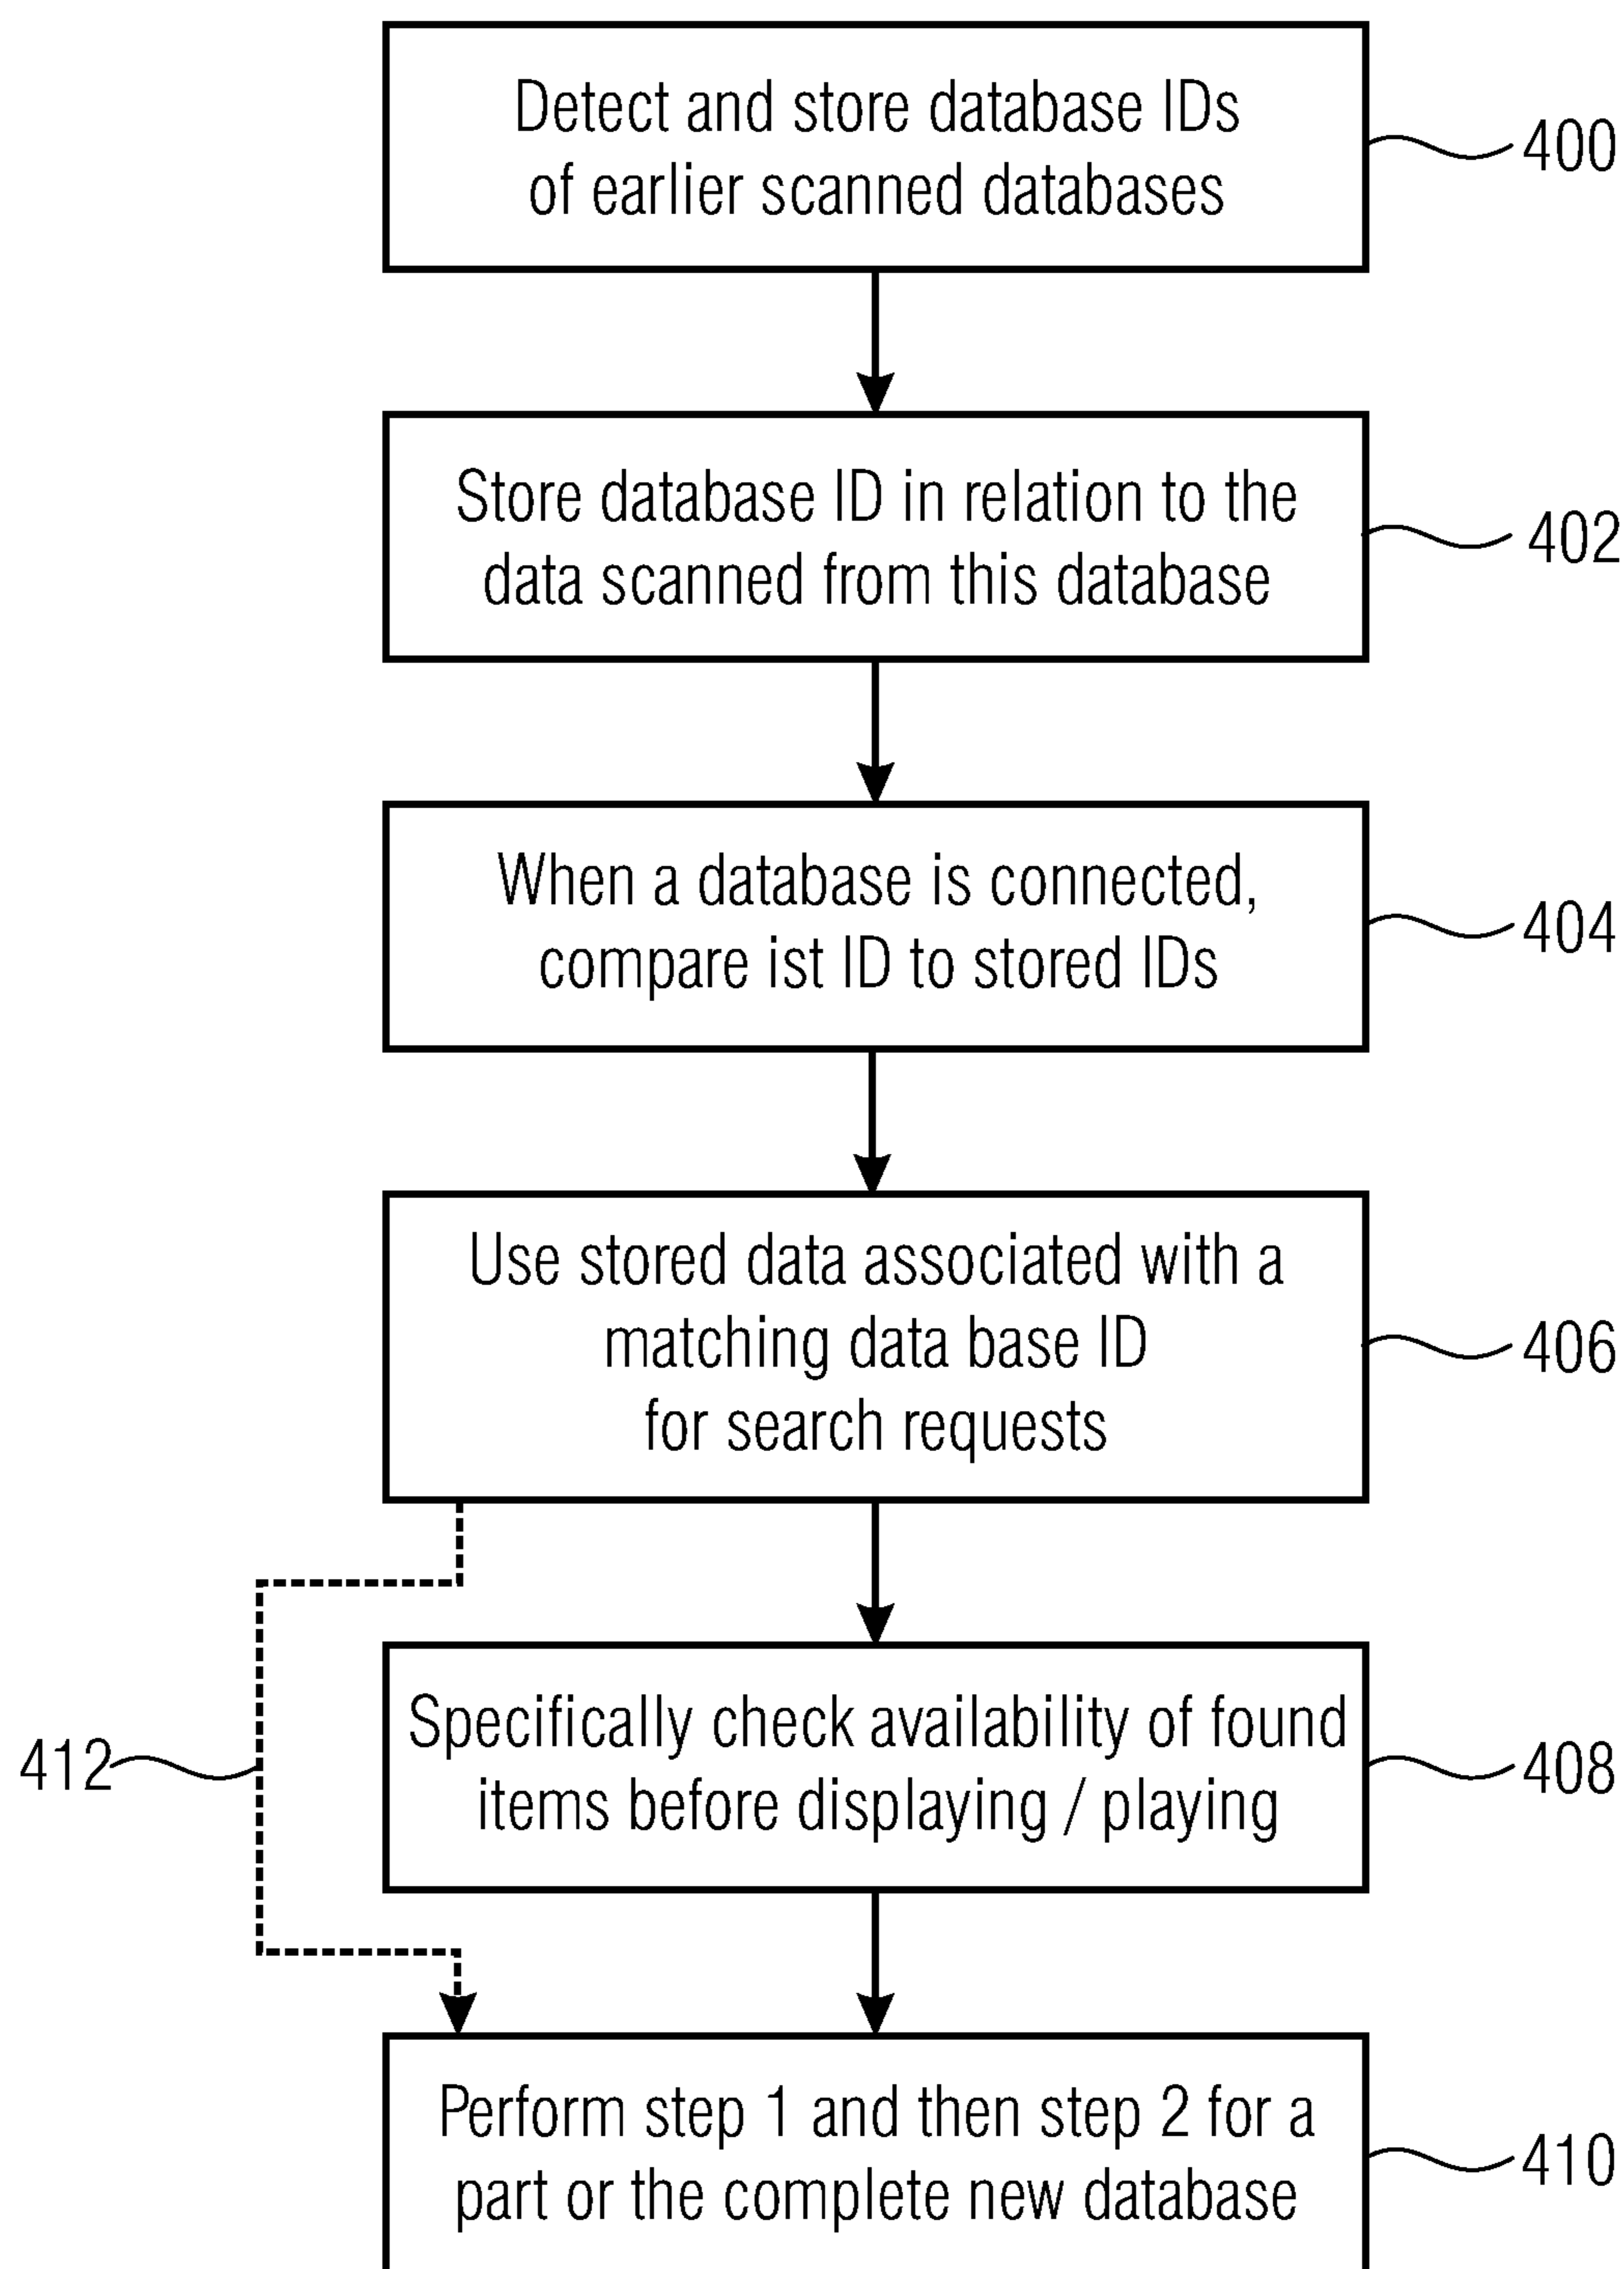 Detect and store database IDs
of earlier scanned databases
400
Store database ID in relation to the
data scanned from this database
402
When a database is connected,
compare ist ID to stored IDs
404
Use stored data associated with a
matching data base ID
for search requests
406
Specifically check availability of found
items before displaying / playing
408
412
Perform step 1 and then step 2 for a
part or the complete new database
410